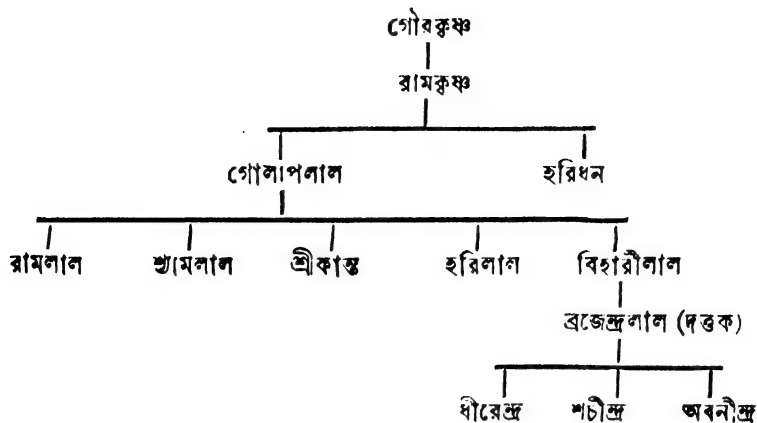 গৌরকৃষ্ণ
রামকৃষ্ণ
গোলাপলাল হরিধন
রামলাল শ্যামলাল শ্রীকান্ত হরিলাল বিহারীলাল
ব্রজেন্দ্রলাল (দত্তক)
ধীরেন্দ্র শচীন্দ্র অবনীন্দ্র